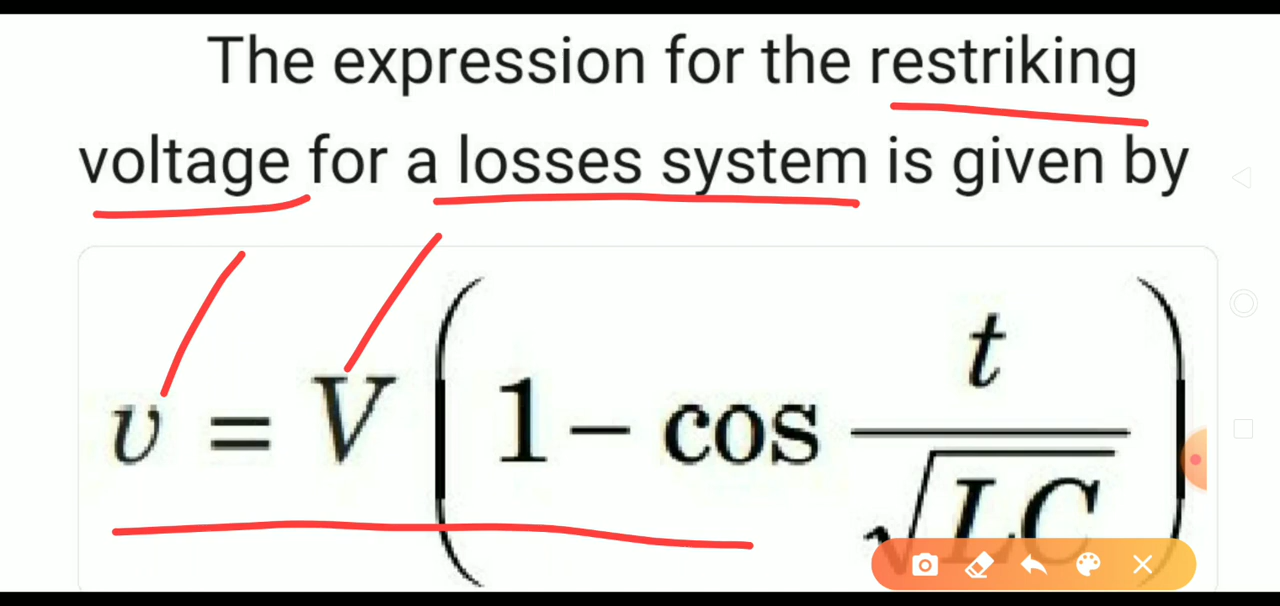 The expression for the restriking
voltage for a losses system is given by
v = V ( 1 – cos t / √LC )